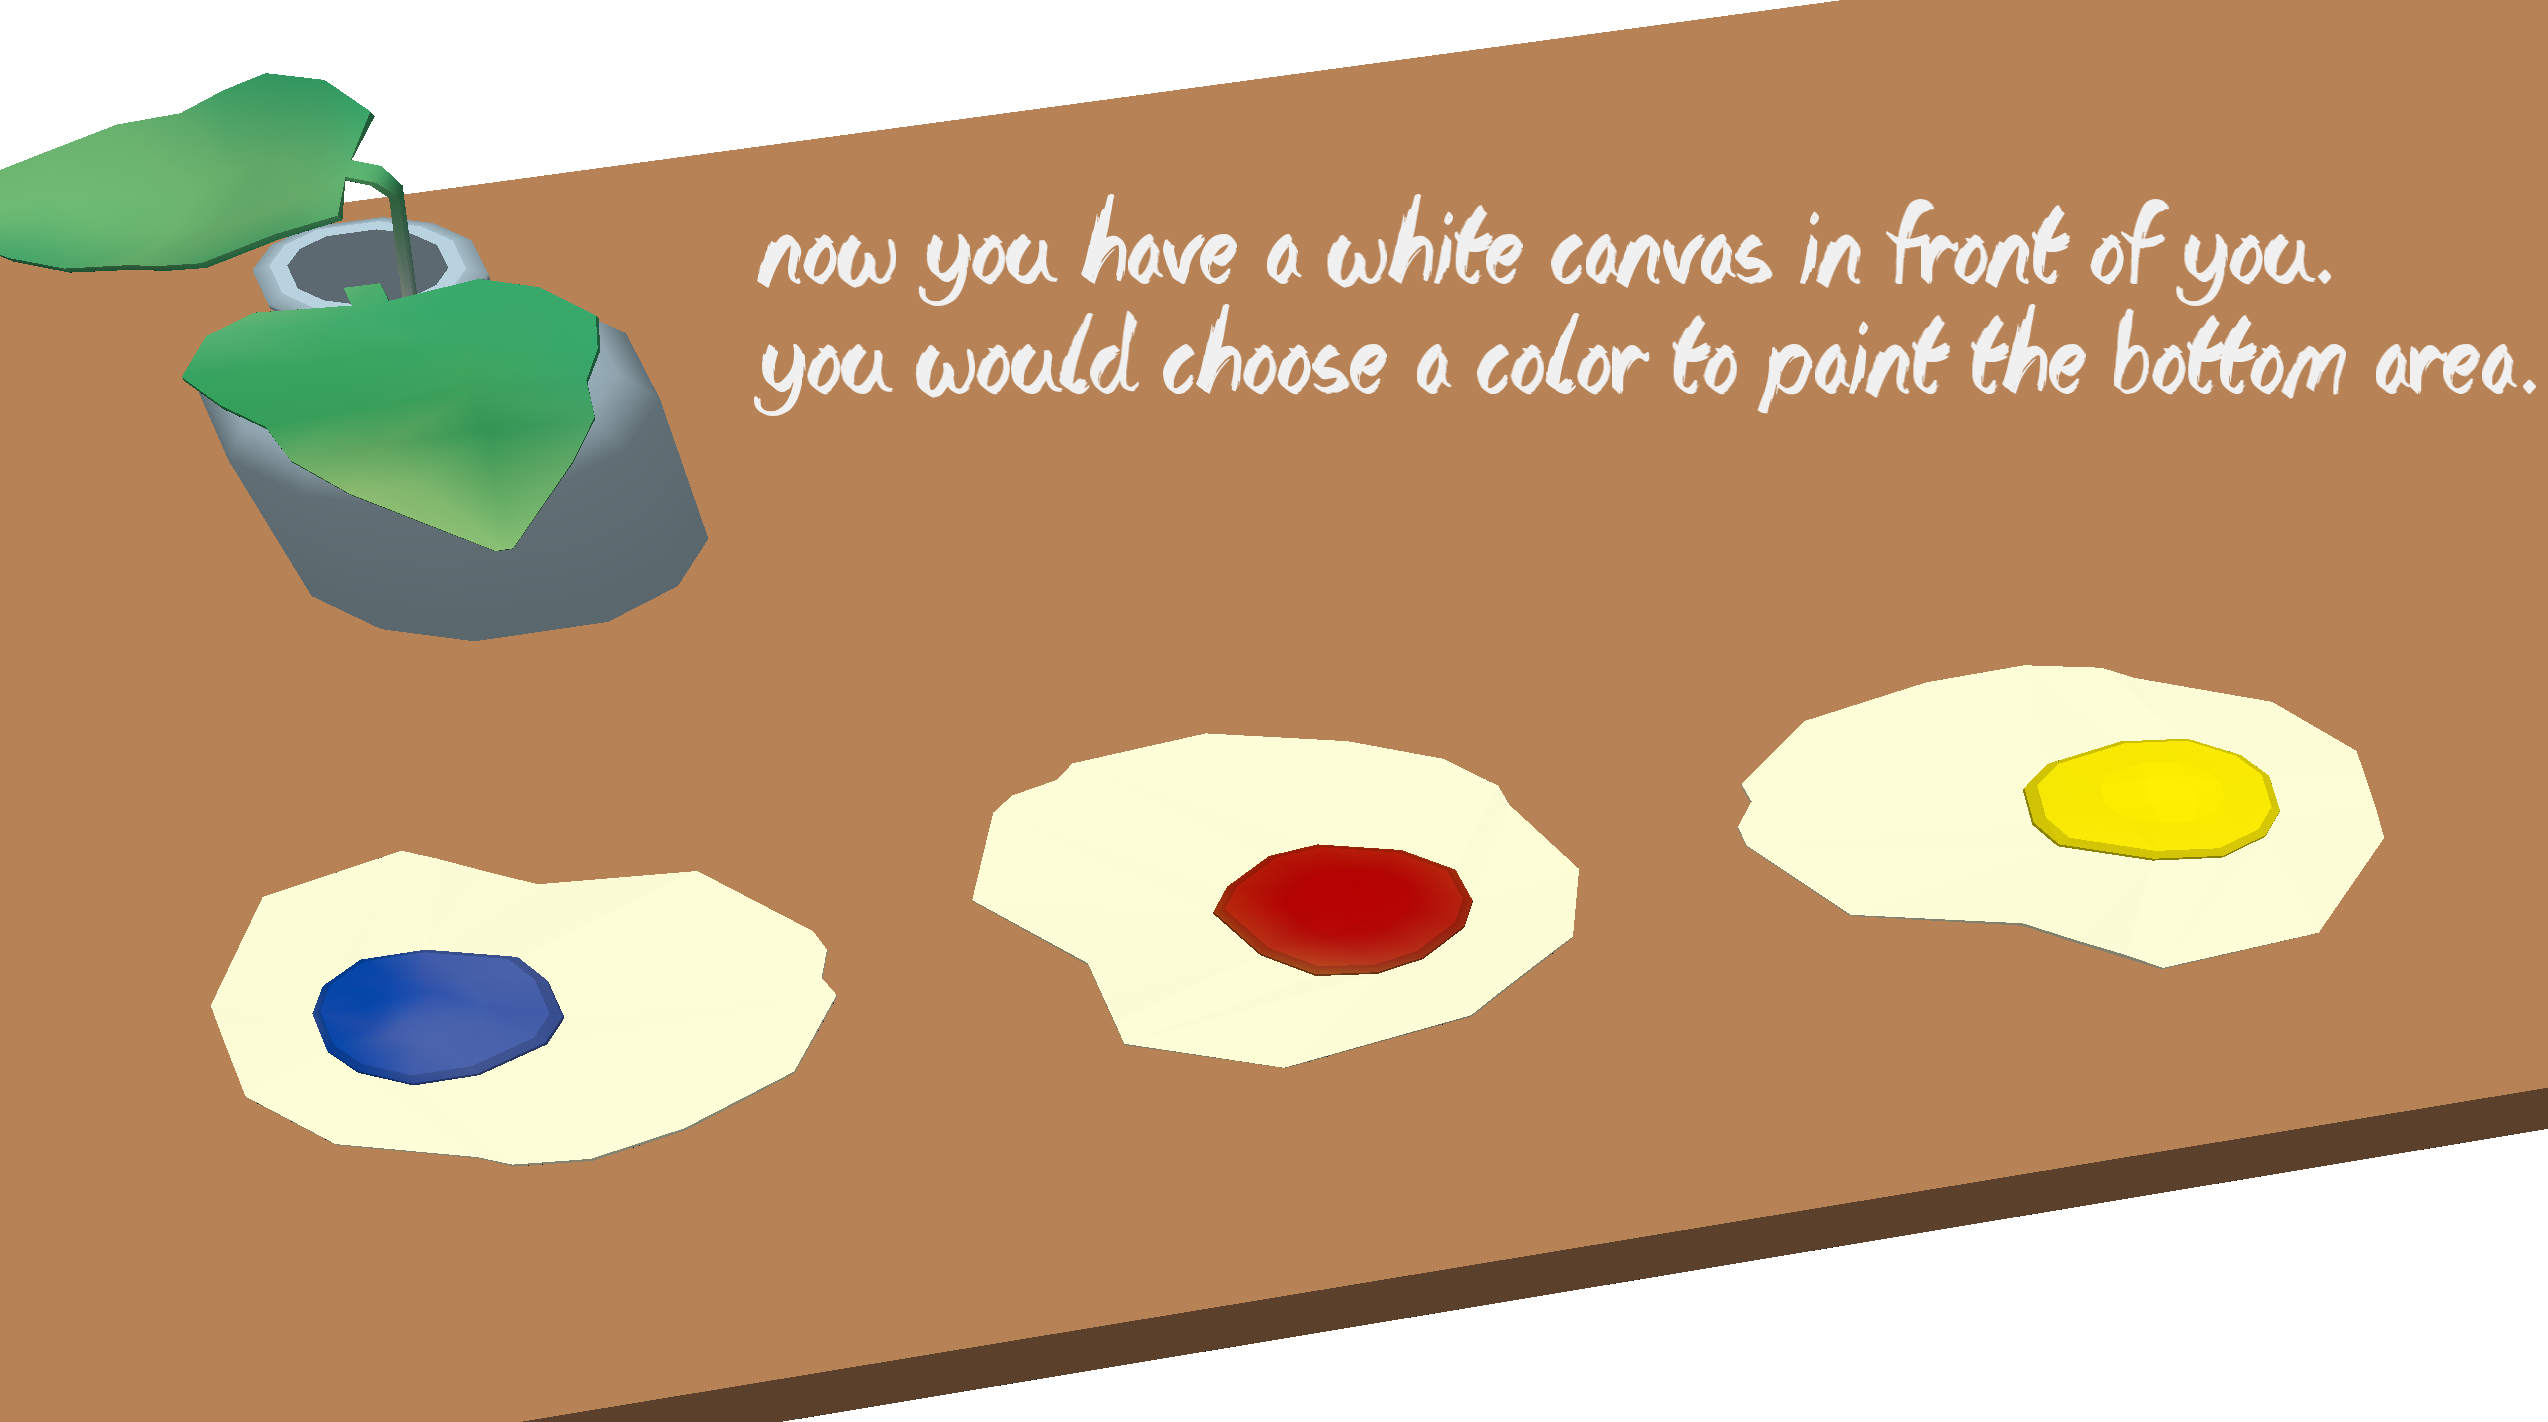 now you have a white canvas in front of you.
you would choose a color to paint the bottom area.